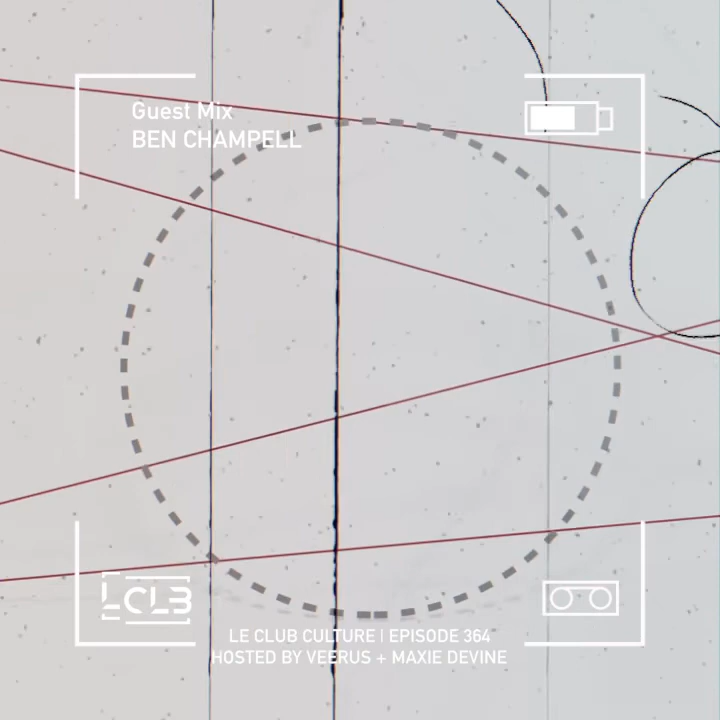 Guest Mix
BEN CHAMPELL
LCLB
LE CLUB CULTURE | EPISODE 364
HOSTED BY VEERUS + MAXIE DEVINE